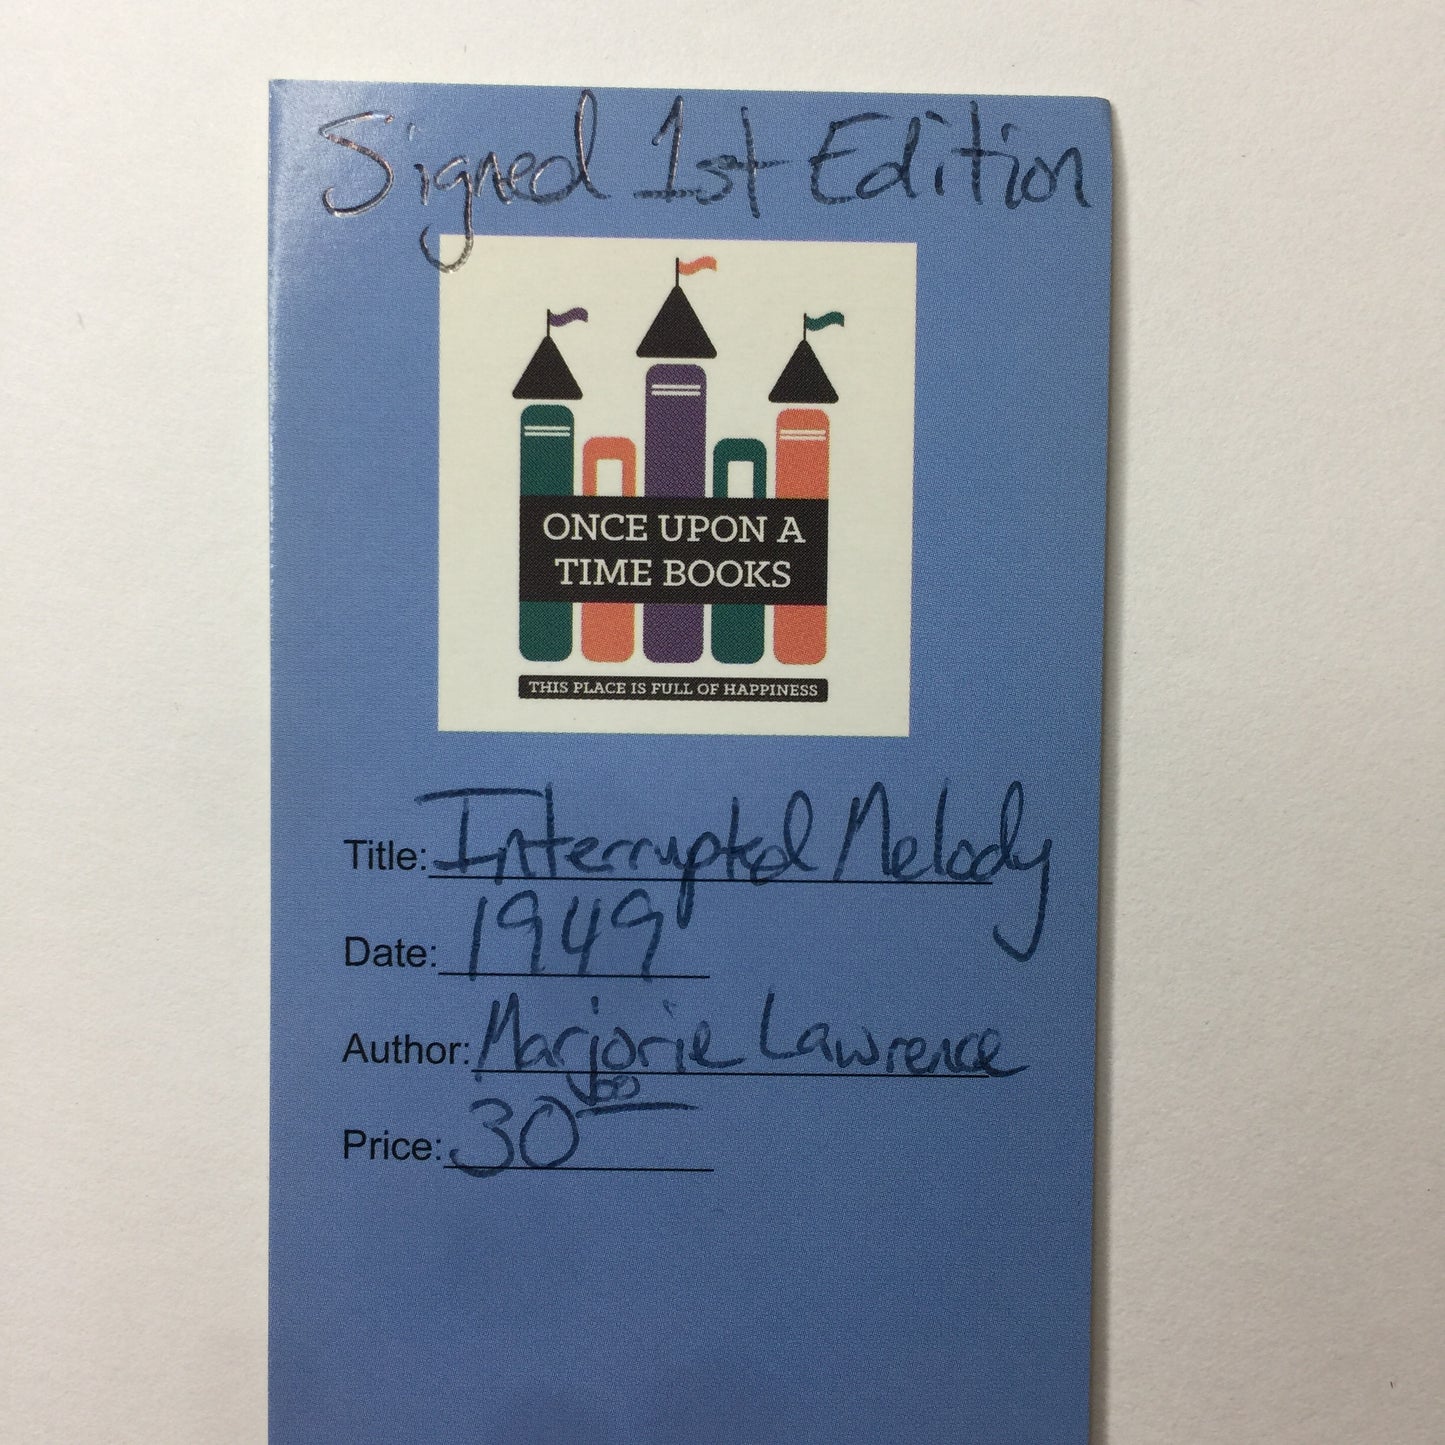 Signed 1st Edition
ONCE UPON A
TIME BOOKS
THIS PLACE IS FULL OF HAPPINESS
Title: Interrupted Melody
Date: 1949
Author: Marjorie Lawrence
Price: 30.00